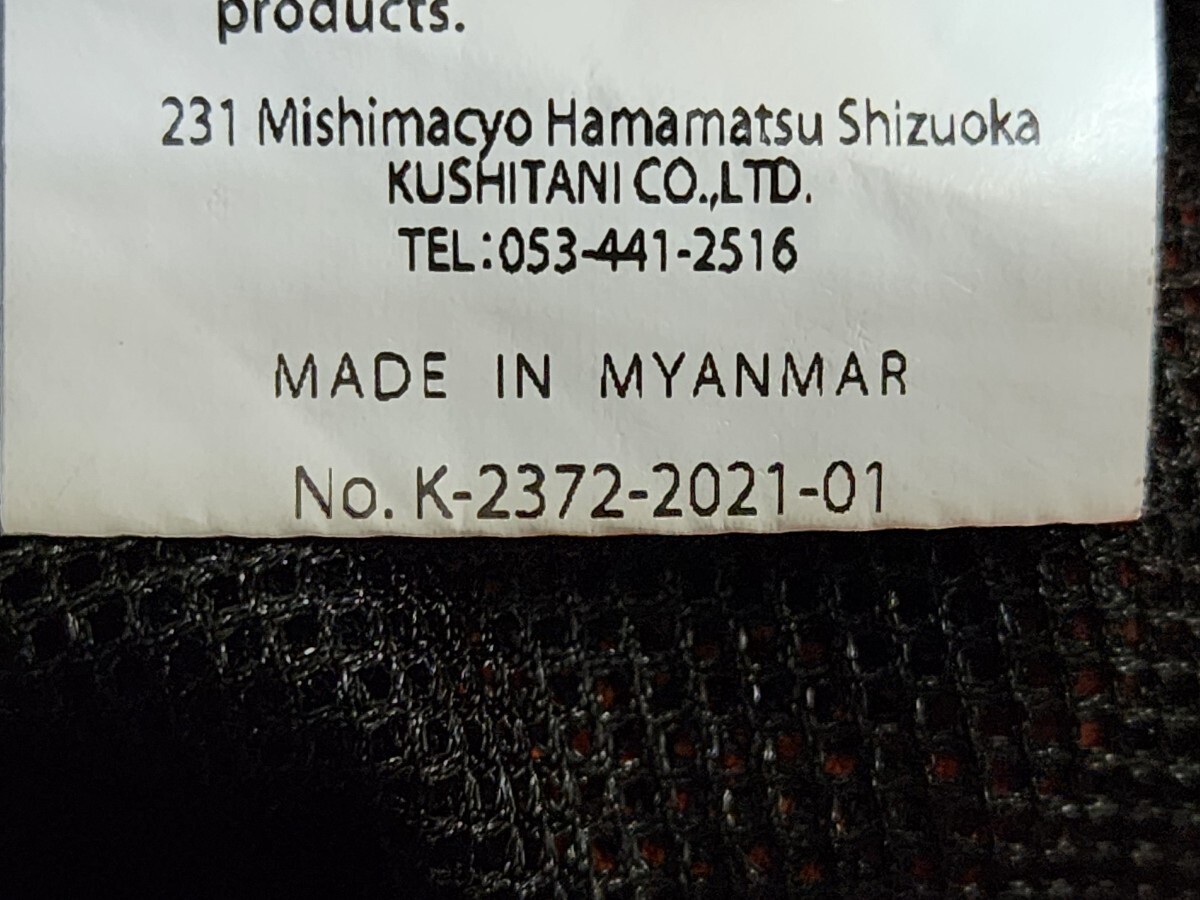 products.
231 Mishimacyo Hamamatsu Shizuoka
KUSHITANI CO.,LTD.
TEL:053-441-2516
MADE IN MYANMAR
No. K-2372-2021-01